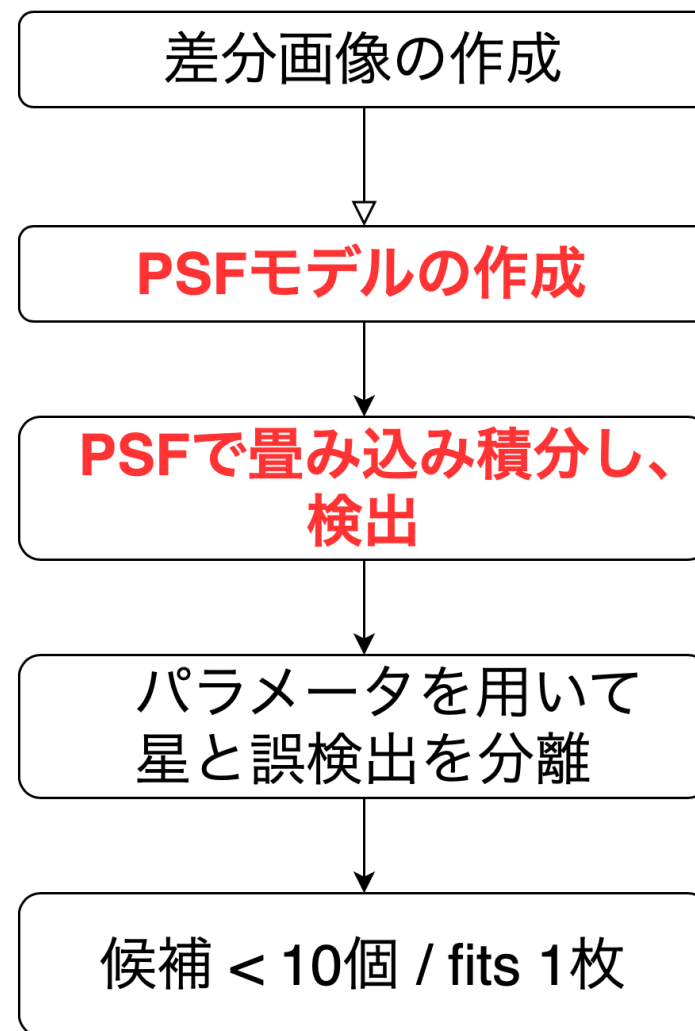 差分画像の作成
PSFモデルの作成
PSFで畳み込み積分し、
検出
パラメータを用いて
星と誤検出を分離
候補 < 10個 / fits 1枚